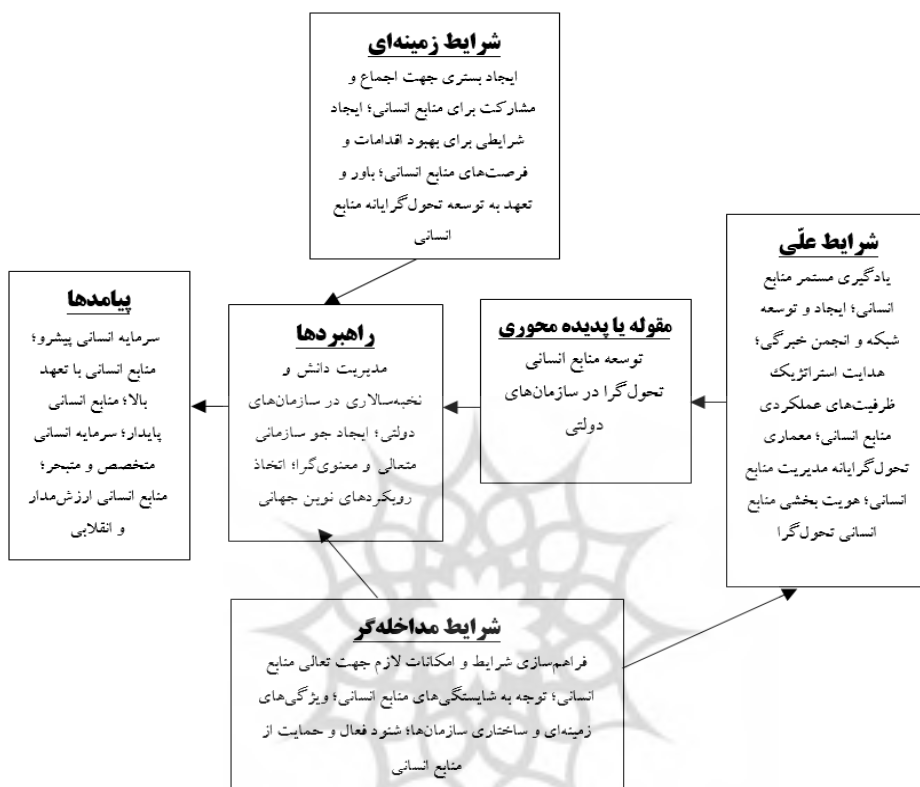 شرایط زمینه‌ای
ایجاد بستری جهت اجماع و
مشارکت برای منابع انسانی؛ ایجاد
شرایطی برای بهبود اقدامات و
فرصت‌های منابع انسانی؛ باور و
تعهد به توسعه تحول‌گرایانه منابع
انسانی
شرایط علّی
یادگیری مستمر منابع
انسانی؛ ایجاد و توسعه
شبکه و انجمن خبرگی؛
هدایت استراتژیک
ظرفیت‌های عملکردی
منابع انسانی؛ معماری
تحول‌گرایانه مدیریت منابع
انسانی؛ هویت بخشی منابع
انسانی تحول‌گرا
مقوله یا پدیده محوری
توسعه منابع انسانی
تحول‌گرا در سازمان‌های
دولتی
راهبردها
مدیریت دانش و
نخبه‌سالاری در سازمان‌های
دولتی؛ ایجاد جو سازمانی
متعالی و معنوی‌گرا؛ اتخاذ
رویکردهای نوین جهانی
پیامدها
سرمایه انسانی پیشرو؛
منابع انسانی با تعهد
بالا؛ منابع انسانی
پایدار؛ سرمایه انسانی
متخصص و متبحر؛
منابع انسانی ارزش‌مدار
و انقلابی
شرایط مداخله‌گر
فراهم‌سازی شرایط و امکانات لازم جهت تعالی منابع
انسانی؛ توجه به شایستگی‌های منابع انسانی؛ ویژگی‌های
زمینه‌ای و ساختاری سازمان‌ها؛ شنود فعال و حمایت از
منابع انسانی